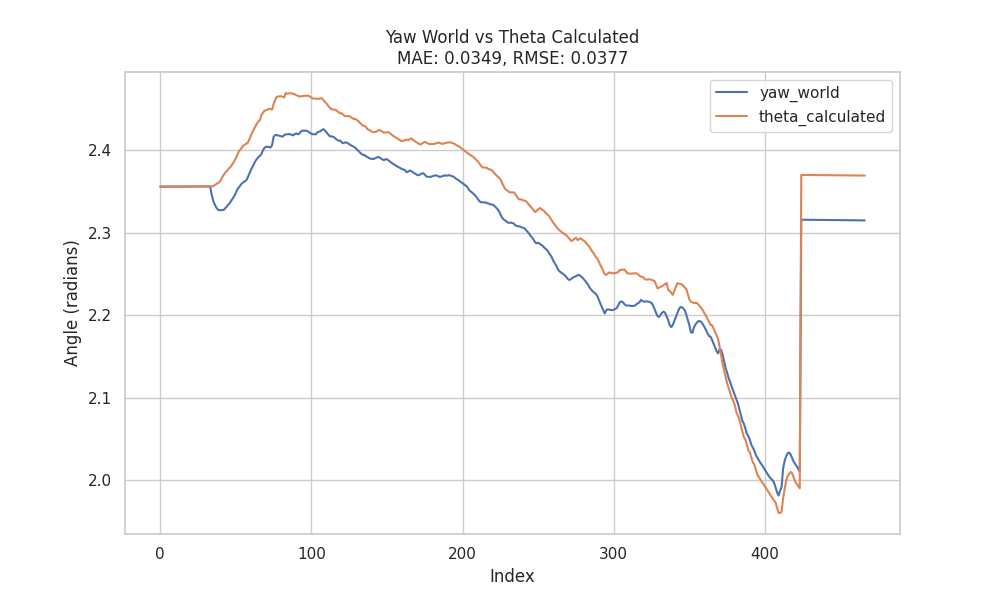 Yaw World vs Theta Calculated
MAE: 0.0349, RMSE: 0.0377
yaw_world
theta_calculated
Angle (radians)
2.4
2.3
2.2
2.1
2.0
0 100 200 300 400
Index